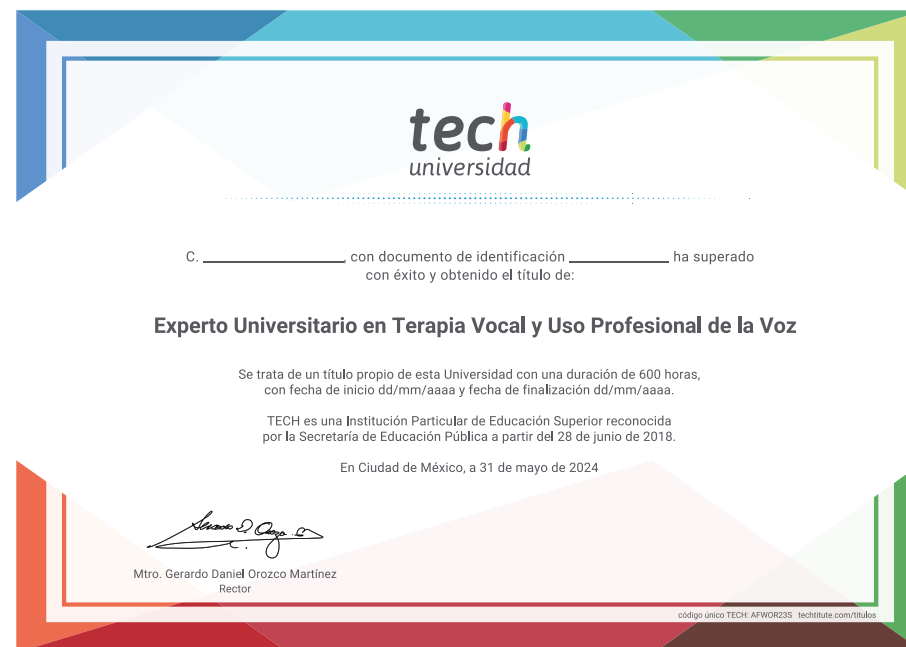 tech
universidad
C. ____________, con documento de identificación ____________ ha superado
con éxito y obtenido el título de:
Experto Universitario en Terapia Vocal y Uso Profesional de la Voz
Se trata de un título propio de esta Universidad con una duración de 600 horas,
con fecha de inicio dd/mm/aaaa y fecha de finalización dd/mm/aaaa.
TECH es una Institución Particular de Educación Superior reconocida
por la Secretaría de Educación Pública a partir del 28 de junio de 2018.
En Ciudad de México, a 31 de mayo de 2024
Mtro. Gerardo Daniel Orozco Martínez
Rector
código único TECH: AFWOR23S techtitute.com/titulos